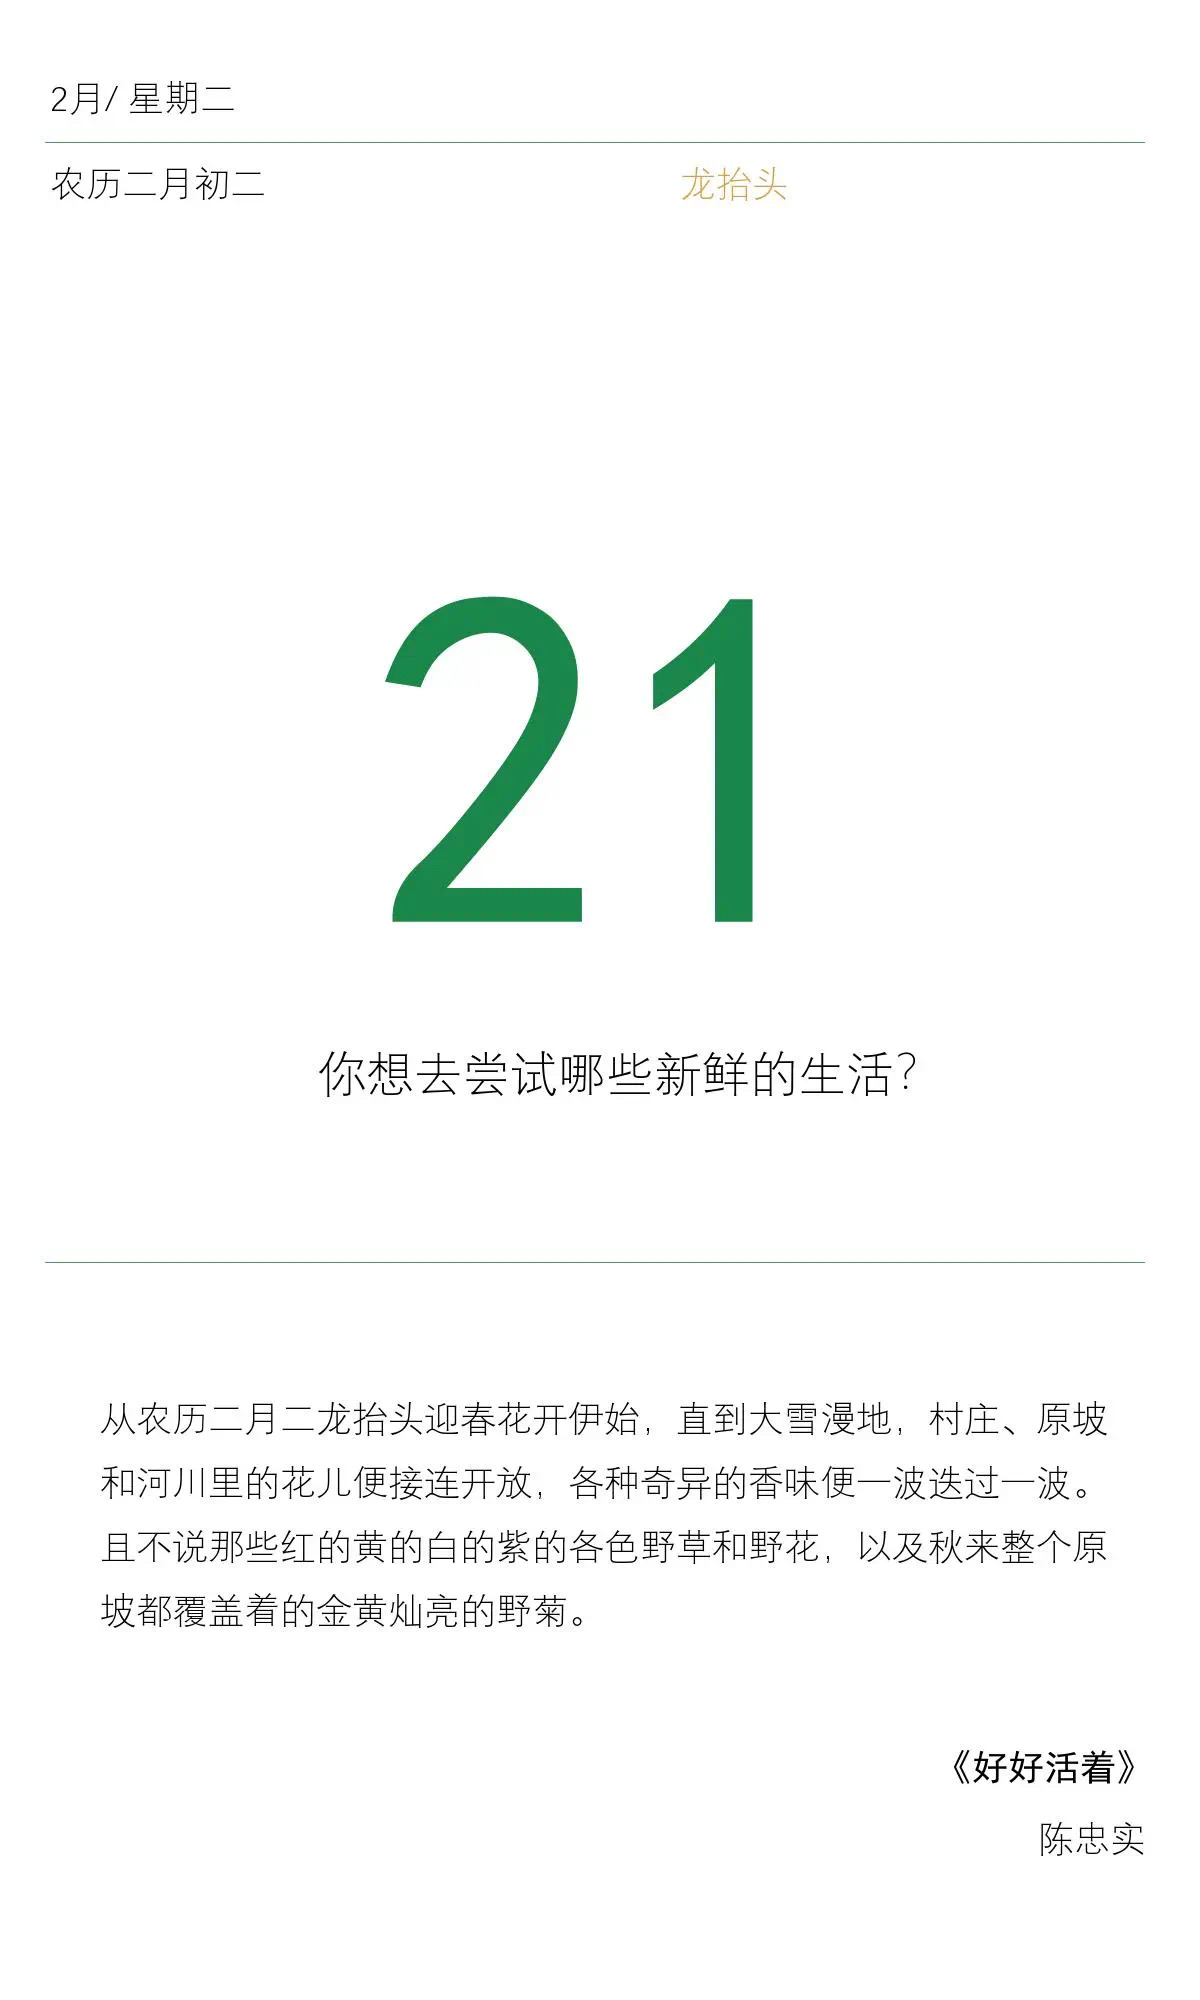 2月/ 星期二
农历二月初二
龙抬头
21
你想去尝试哪些新鲜的生活?
从农历二月二龙抬头迎春花开伊始，直到大雪漫地，村庄、原坡
和河川里的花儿便接连开放，各种奇异的香味便一波迭过一波。
且不说那些红的黄的白的紫的各色野草和野花，以及秋来整个原
坡都覆盖着的金黄灿亮的野菊。
《好好活着》
陈忠实